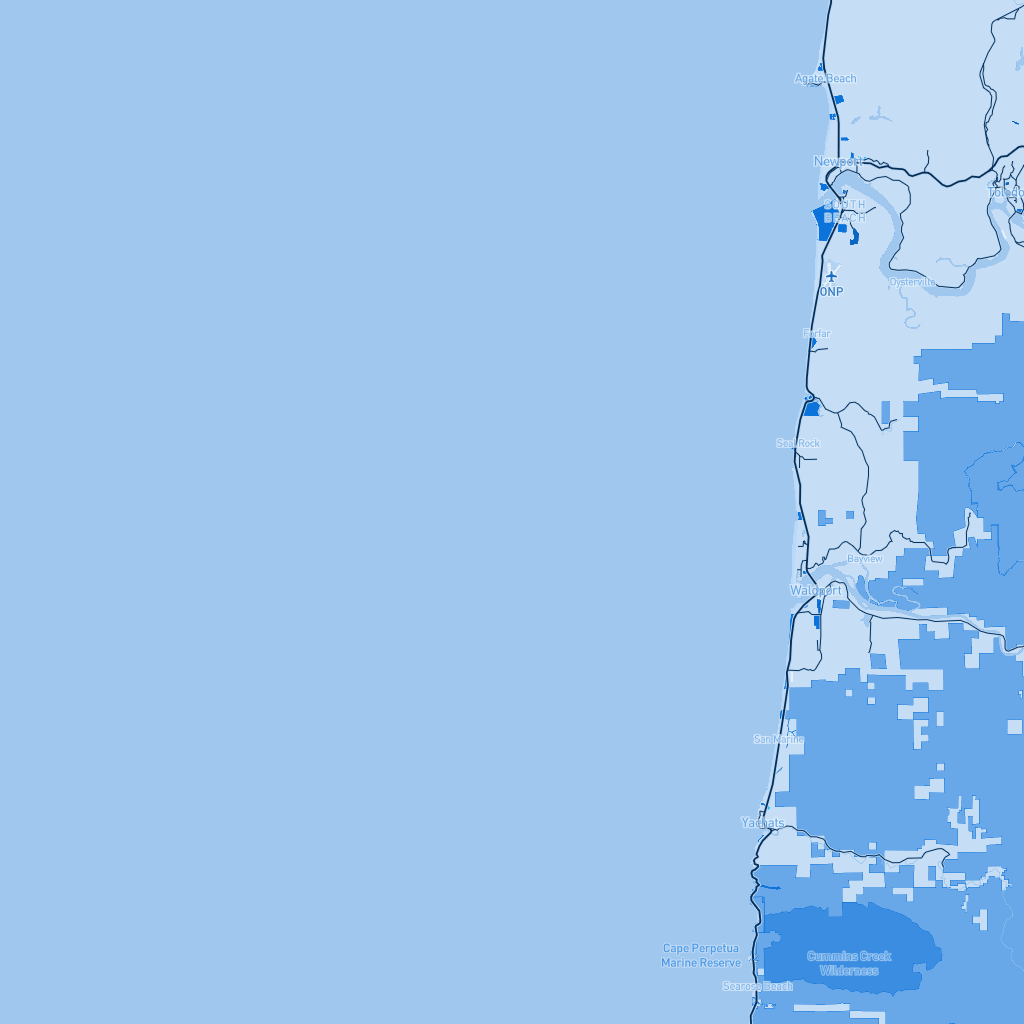 Agate Beach
Newport
Toledo
SOUTH
BEACH
ONP
Oysterville
Forfar
Seal Rock
Bayview
Waldport
San Marine
Yachats
Cape Perpetua
Marine Reserve
Cummins Creek
Wilderness
Searose Beach